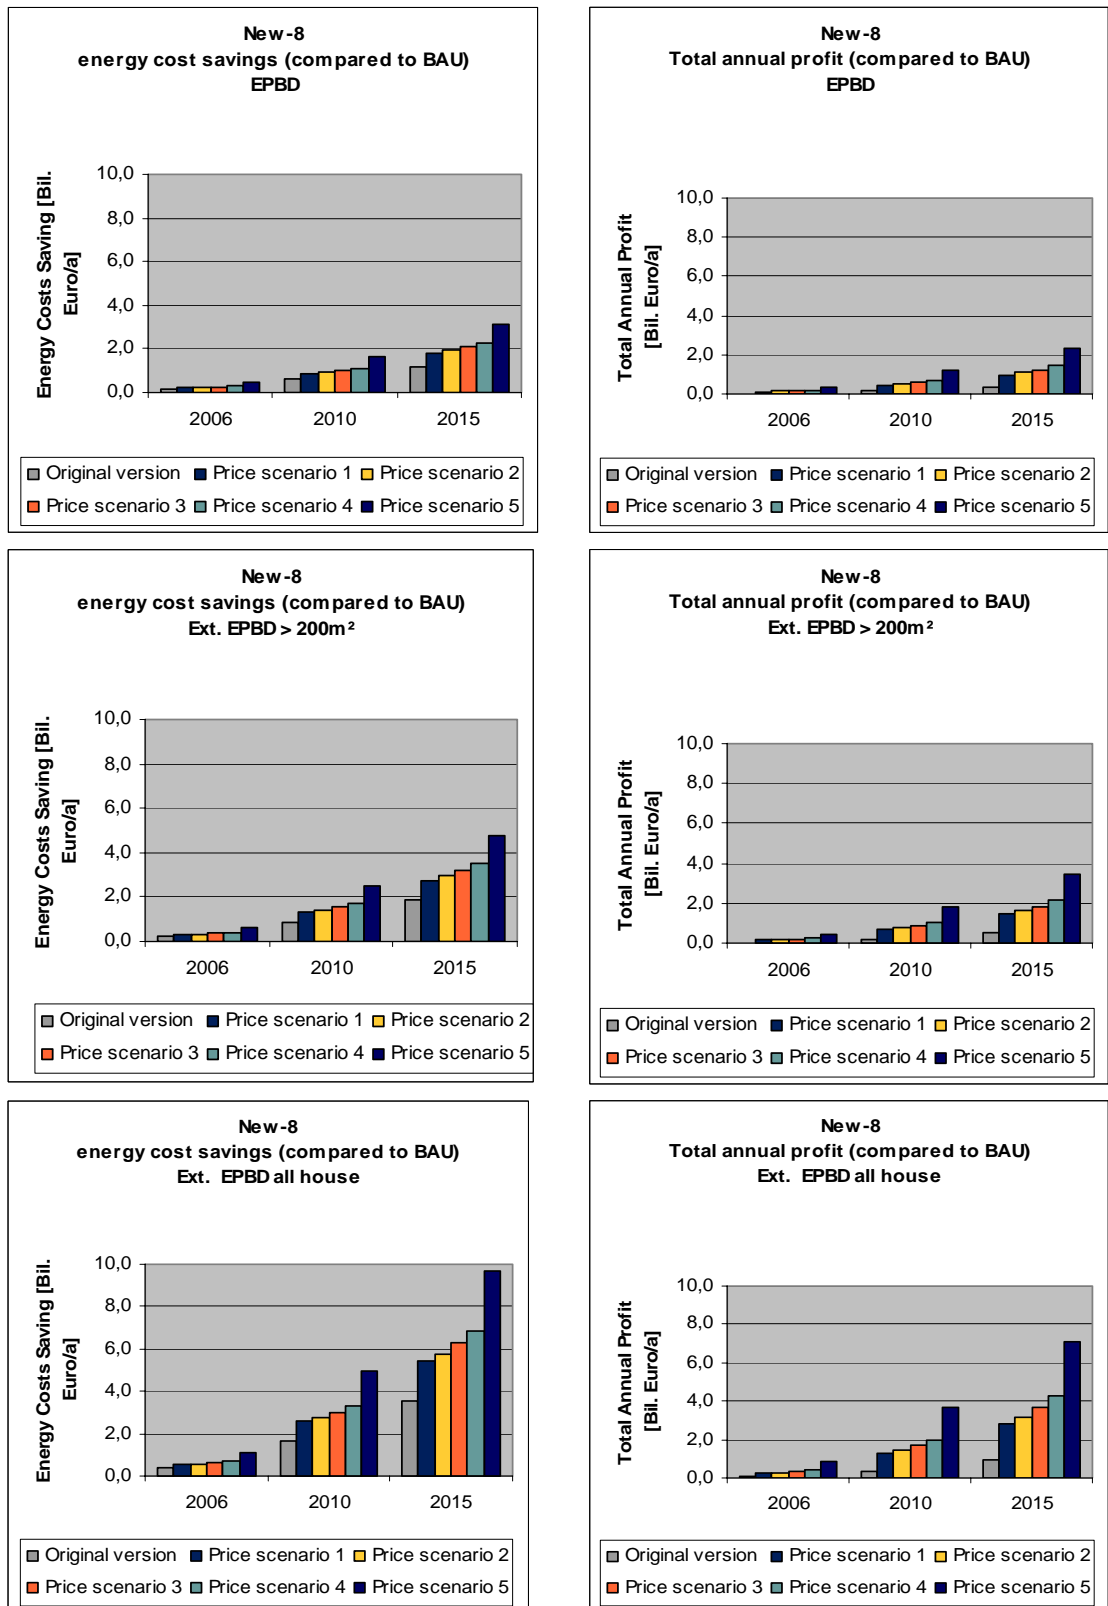 New-8
energy cost savings (compared to BAU)
EPBD
Energy Costs Saving [Bil.
Euro/a]
10,0
8,0
6,0
4,0
2,0
0,0
2006 2010 2015
Original version Price scenario 1 Price scenario 2
Price scenario 3 Price scenario 4 Price scenario 5
New-8
Total annual profit (compared to BAU)
EPBD
Total Annual Profit
[Bil. Euro/a]
10,0
8,0
6,0
4,0
2,0
0,0
2006 2010 2015
Original version Price scenario 1 Price scenario 2
Price scenario 3 Price scenario 4 Price scenario 5
New-8
energy cost savings (compared to BAU)
Ext. EPBD > 200m²
Energy Costs Saving [Bil.
Euro/a]
10,0
8,0
6,0
4,0
2,0
0,0
2006 2010 2015
Original version Price scenario 1 Price scenario 2
Price scenario 3 Price scenario 4 Price scenario 5
New-8
Total annual profit (compared to BAU)
Ext. EPBD > 200m²
Total Annual Profit
[Bil. Euro/a]
10,0
8,0
6,0
4,0
2,0
0,0
2006 2010 2015
Original version Price scenario 1 Price scenario 2
Price scenario 3 Price scenario 4 Price scenario 5
New-8
energy cost savings (compared to BAU)
Ext. EPBD all house
Energy Costs Saving [Bil.
Euro/a]
10,0
8,0
6,0
4,0
2,0
0,0
2006 2010 2015
Original version Price scenario 1 Price scenario 2
Price scenario 3 Price scenario 4 Price scenario 5
New-8
Total annual profit (compared to BAU)
Ext. EPBD all house
Total Annual Profit
[Bil. Euro/a]
10,0
8,0
6,0
4,0
2,0
0,0
2006 2010 2015
Original version Price scenario 1 Price scenario 2
Price scenario 3 Price scenario 4 Price scenario 5